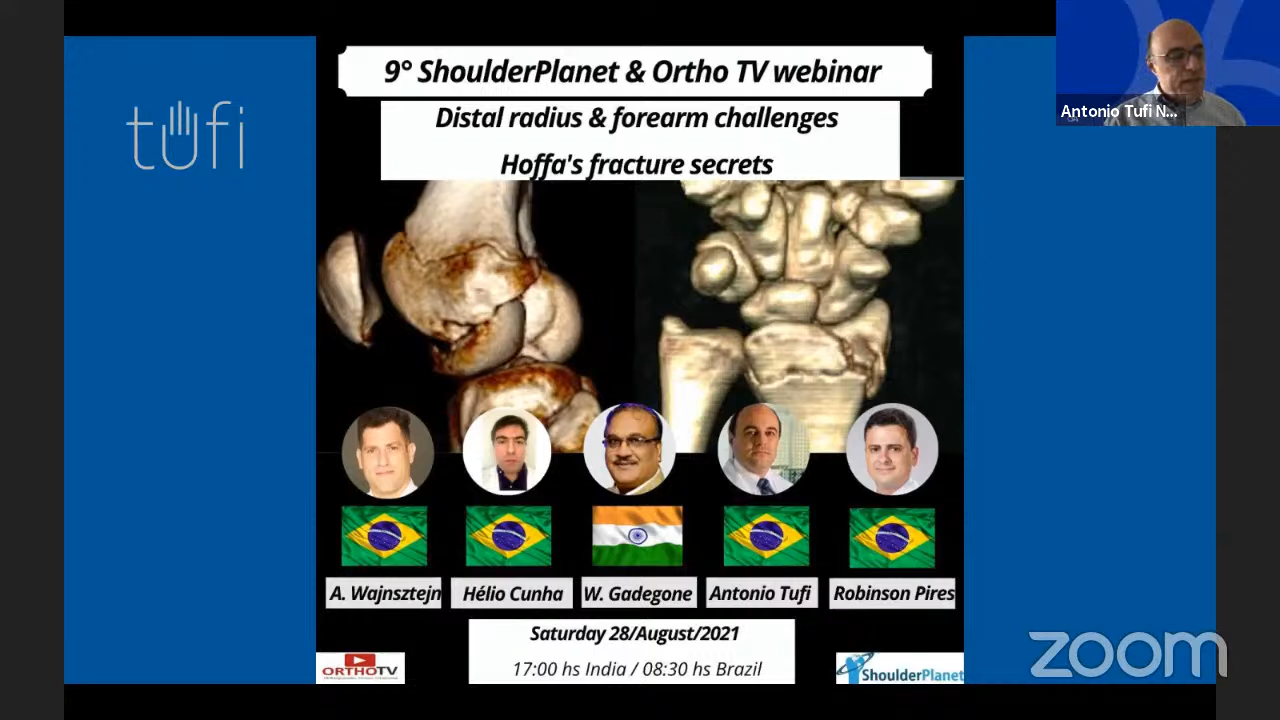 9° ShoulderPlanet & Ortho TV webinar
Distal radius & forearm challenges
Hoffa's fracture secrets
tufi
Antonio Tufi N...
A. Wajnsztejn
Hélio Cunha
W. Gadegone
Antonio Tufi
Robinson Pires
Saturday 28/August/2021
17:00 hs India / 08:30 hs Brazil
ORTHOTV
ShoulderPlanet
zoom